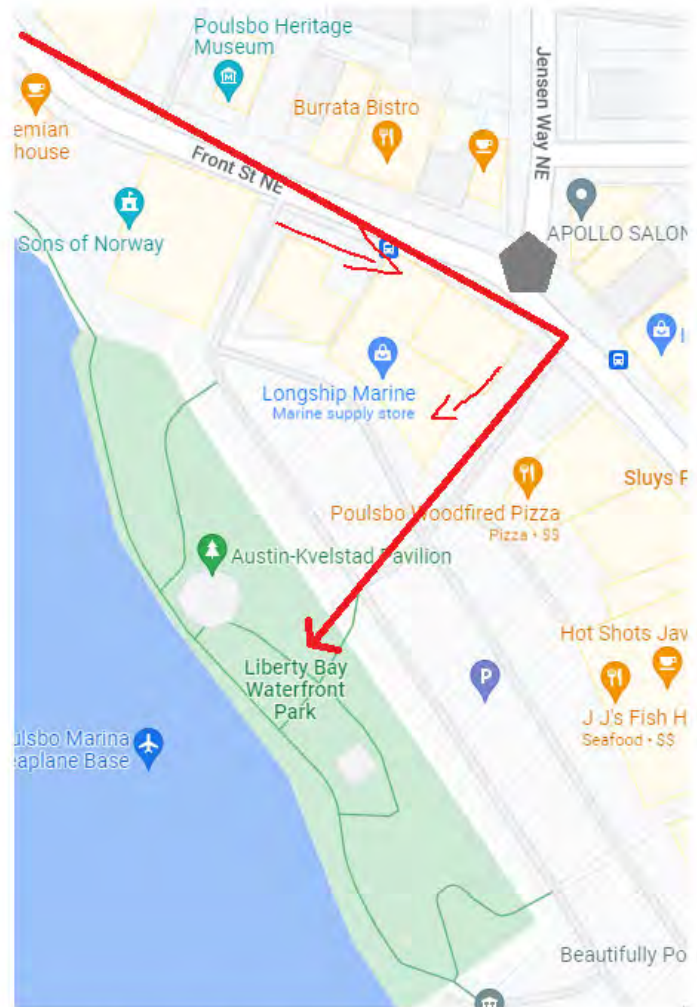 Poulsbo Heritage
Museum
Burrata Bistro
Jensen Way NE
emian
house
Front St NE
APOLLO SALON
Sons of Norway
Longship Marine
Marine supply store
Sluys
Poulsbo Woodfired Pizza
Pizza • $$
Austin-Kvelstad Pavilion
Hot Shots Jav
Liberty Bay
Waterfront
Park
P
J J's Fish H
Seafood • $$
ulsbo Marina
eaplane Base
Beautifully Po